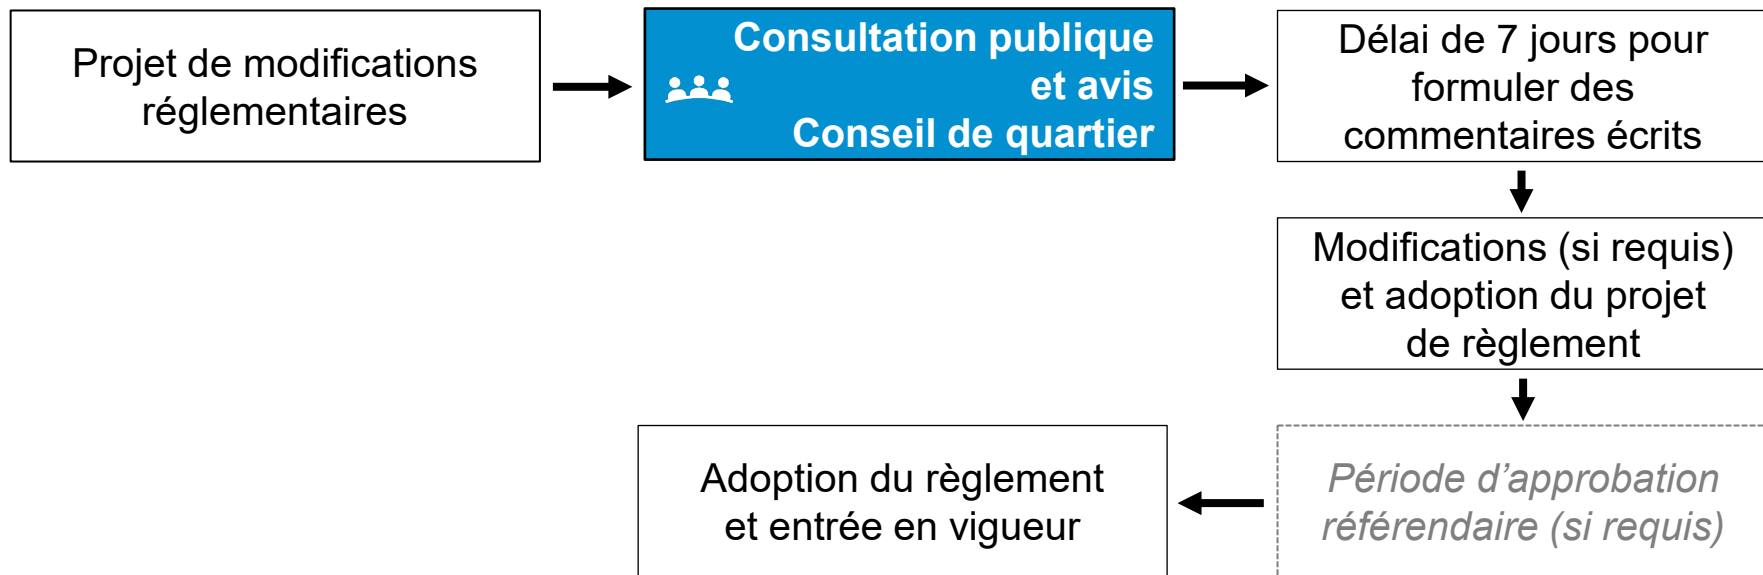 Projet de modifications
réglementaires
Consultation publique
et avis
Conseil de quartier
Délai de 7 jours pour
formuler des
commentaires écrits
Modifications (si requis)
et adoption du projet
de règlement
Période d’approbation
référendaire (si requis)
Adoption du règlement
et entrée en vigueur